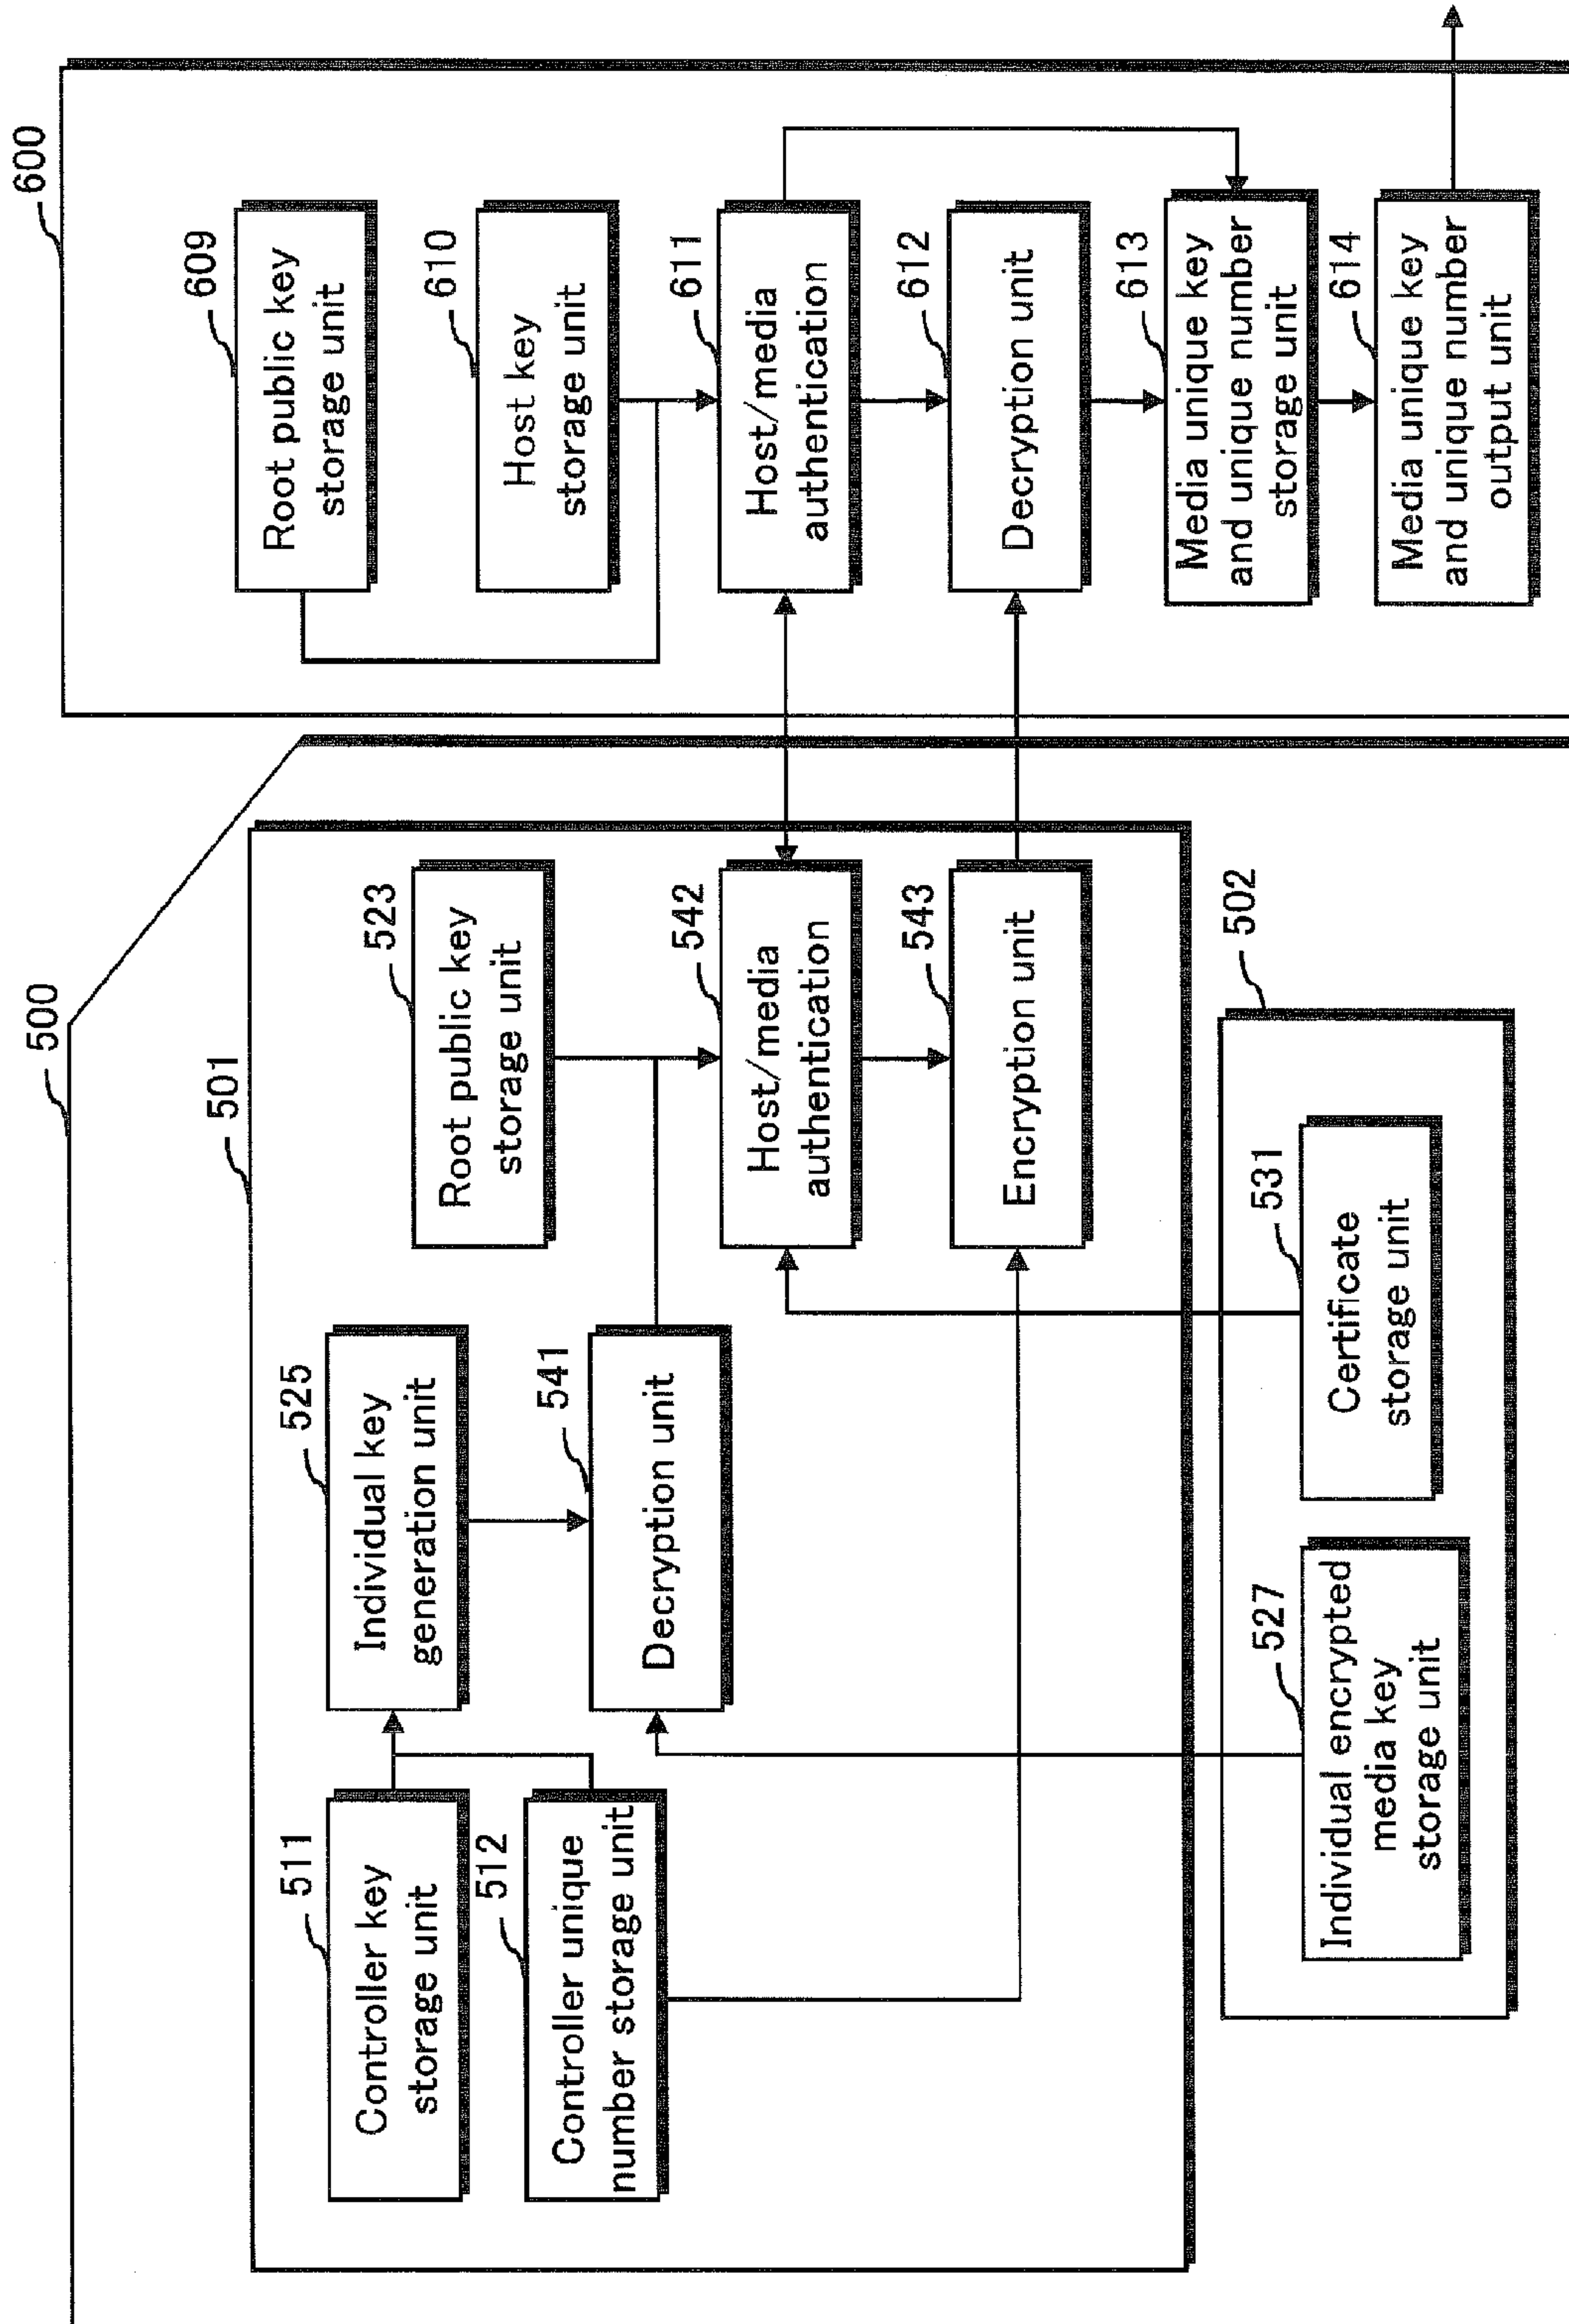 500
501
511
Controller key
storage unit
512
Controller unique
number storage unit
525
Individual key
generation unit
541
Decryption unit
523
Root public key
storage unit
542
Host/media
authentication
543
Encryption unit
502
527
Individual encrypted
media key
storage unit
531
Certificate
storage unit
600
609
Root public key
storage unit
610
Host key
storage unit
611
Host/media
authentication
612
Decryption unit
613
Media unique key
and unique number
storage unit
614
Media unique key
and unique number
output unit